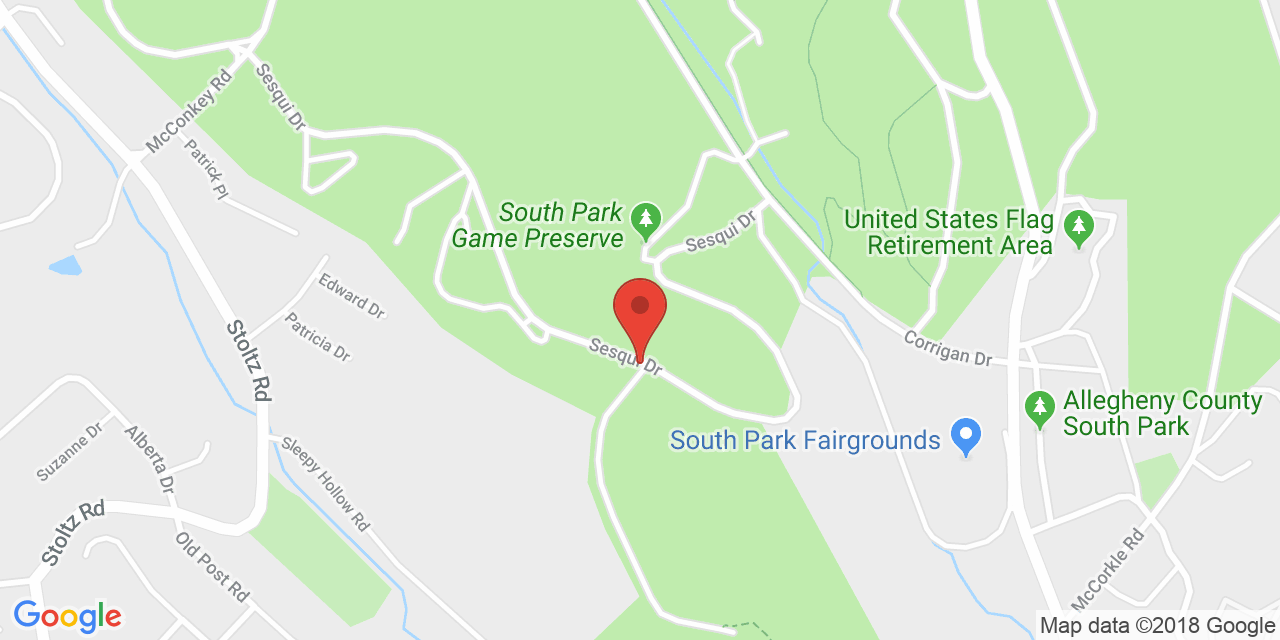 Sesqui Dr
McConkey Rd
Patrick Pl
South Park
Game Preserve
Sesqui Dr
United States Flag
Retirement Area
Edward Dr
Patricia Dr
Stoltz Rd
Sesqui Dr
Corrigan Dr
Allegheny County
South Park
South Park Fairgrounds
Suzanne Dr
Alberta Dr
Sleepy Hollow Rd
Stoltz Rd
Old Post Rd
McCorkle Rd
Google
Map data ©2018 Google